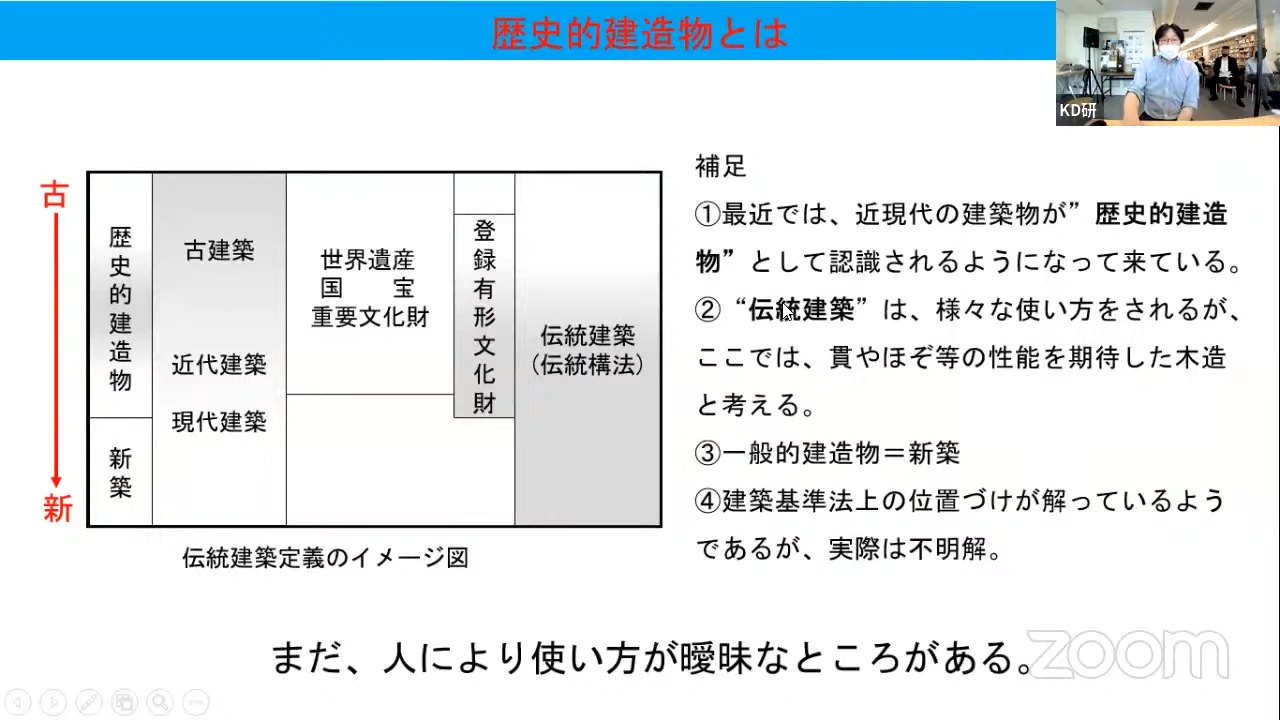 歴史的建造物とは
KD研
古
新
歴史的建造物
新築
古建築
近代建築
現代建築
世界遺産
国 宝
重要文化財
登録有形文化財
伝統建築
(伝統構法)
伝統建築定義のイメージ図
補足
①最近では、近現代の建築物が”歴史的建造
物”として認識されるようになって来ている。
②“伝統建築”は、様々な使い方をされるが、
ここでは、貫やほぞ等の性能を期待した木造
と考える。
③一般的建造物＝新築
④建築基準法上の位置づけが解っているよう
であるが、実際は不明解。
まだ、人により使い方が曖昧なところがある。
zoom